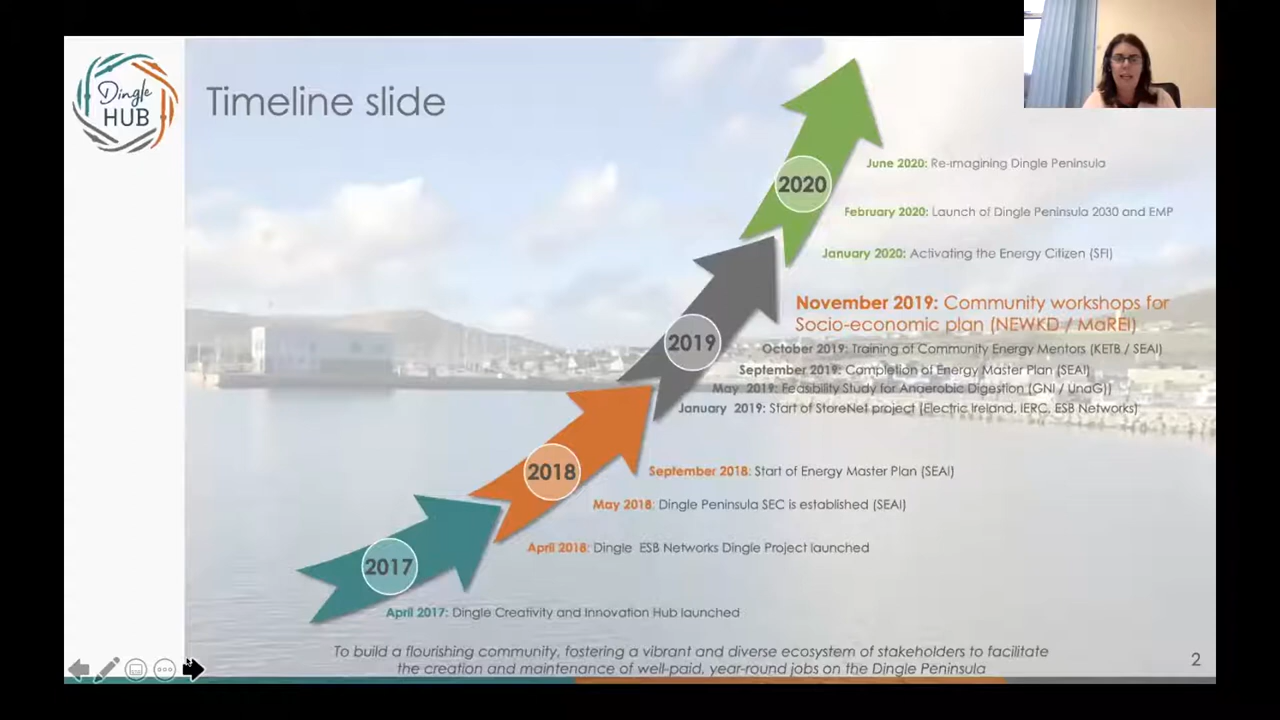 Dingle
HUB
Timeline slide
2020
June 2020: Re-imagining Dingle Peninsula
February 2020: Launch of Dingle Peninsula 2030 and EMP
January 2020: Activating the Energy Citizen (SFI)
November 2019: Community workshops for
Socio-economic plan (NEWKD / MaREI)
2019
October 2019: Training of Community Energy Mentors (KETB / SEAI)
September 2019: Completion of Energy Master Plan (SEAI)
May 2019: Feasibility Study for Anaerobic Digestion (GNI / UnaG))
January 2019: Start of StoreNet project (Electric Ireland, IERC, ESB Networks)
2018
September 2018: Start of Energy Master Plan (SEAI)
May 2018: Dingle Peninsula SEC is established (SEAI)
April 2018: Dingle ESB Networks Dingle Project launched
2017
April 2017: Dingle Creativity and Innovation Hub launched
To build a flourishing community, fostering a vibrant and diverse ecosystem of stakeholders to facilitate
the creation and maintenance of well-paid, year-round jobs on the Dingle Peninsula
2